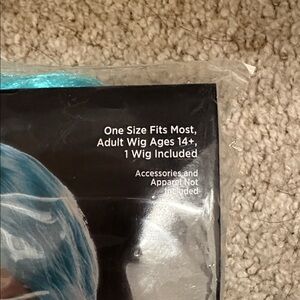 One Size Fits Most,
Adult Wig Ages 14+,
1 Wig Included
Accessories and
Apparel Not
Included